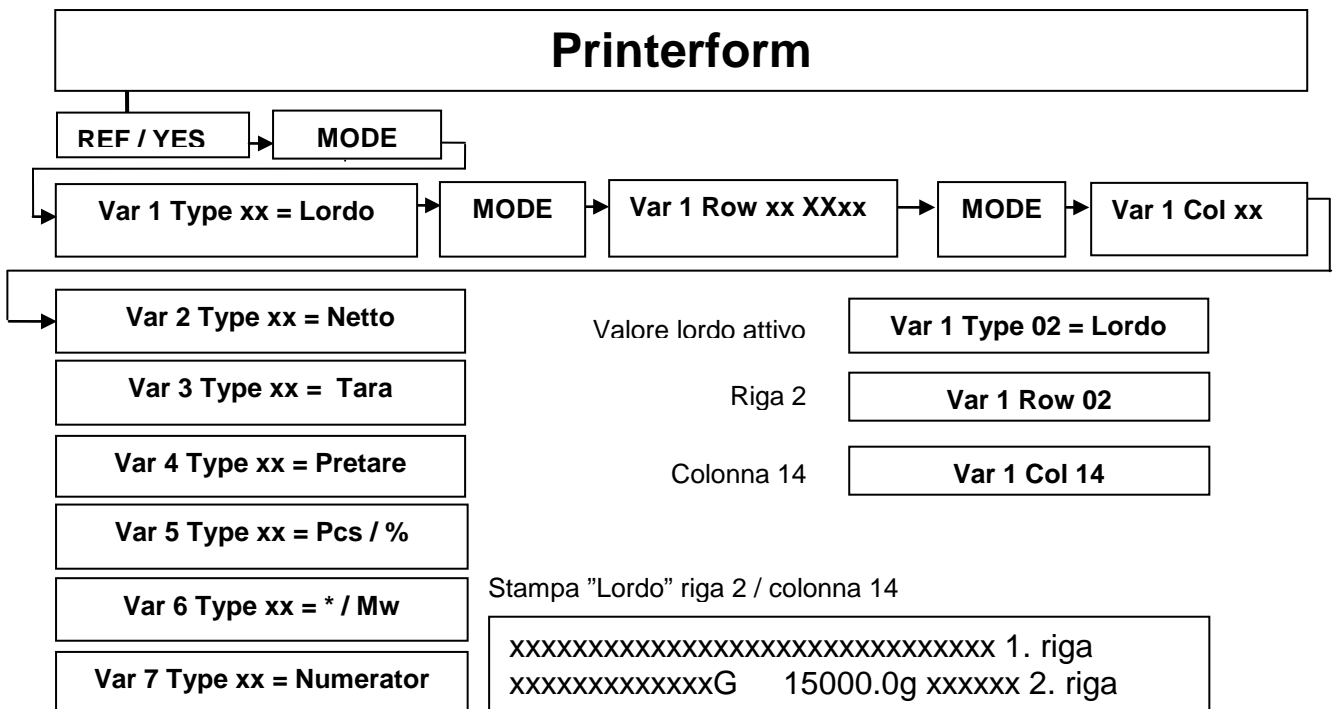 Printerform
REF / YES MODE
Var 1 Type xx = Lordo MODE Var 1 Row xx XXxx MODE Var 1 Col xx
Var 2 Type xx = Netto
Valore lordo attivo Var 1 Type 02 = Lordo
Var 3 Type xx = Tara
Riga 2 Var 1 Row 02
Var 4 Type xx = Pretare
Colonna 14 Var 1 Col 14
Var 5 Type xx = Pcs / %
Stampa ”Lordo” riga 2 / colonna 14
Var 6 Type xx = * / Mw
xxxxxxxxxxxxxxxxxxxxxxxxxxxxxxx 1. riga
Var 7 Type xx = Numerator
xxxxxxxxxxxxxG 15000.0g xxxxxx 2. riga